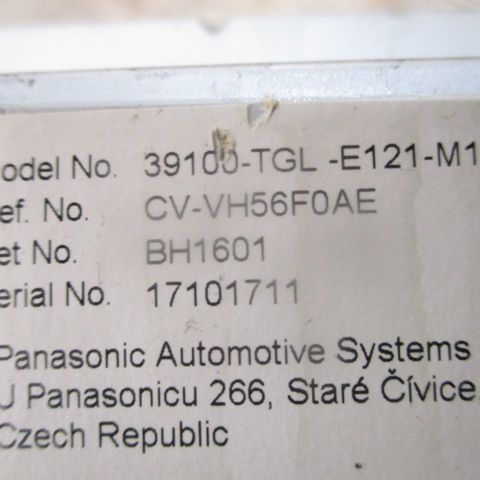 odel No. 39100-TGL -E121-M1
ef. No. CV-VH56F0AE
et No. BH1601
erial No. 17101711
Panasonic Automotive Systems
U Panasonicu 266, Staré Čívice,
Czech Republic